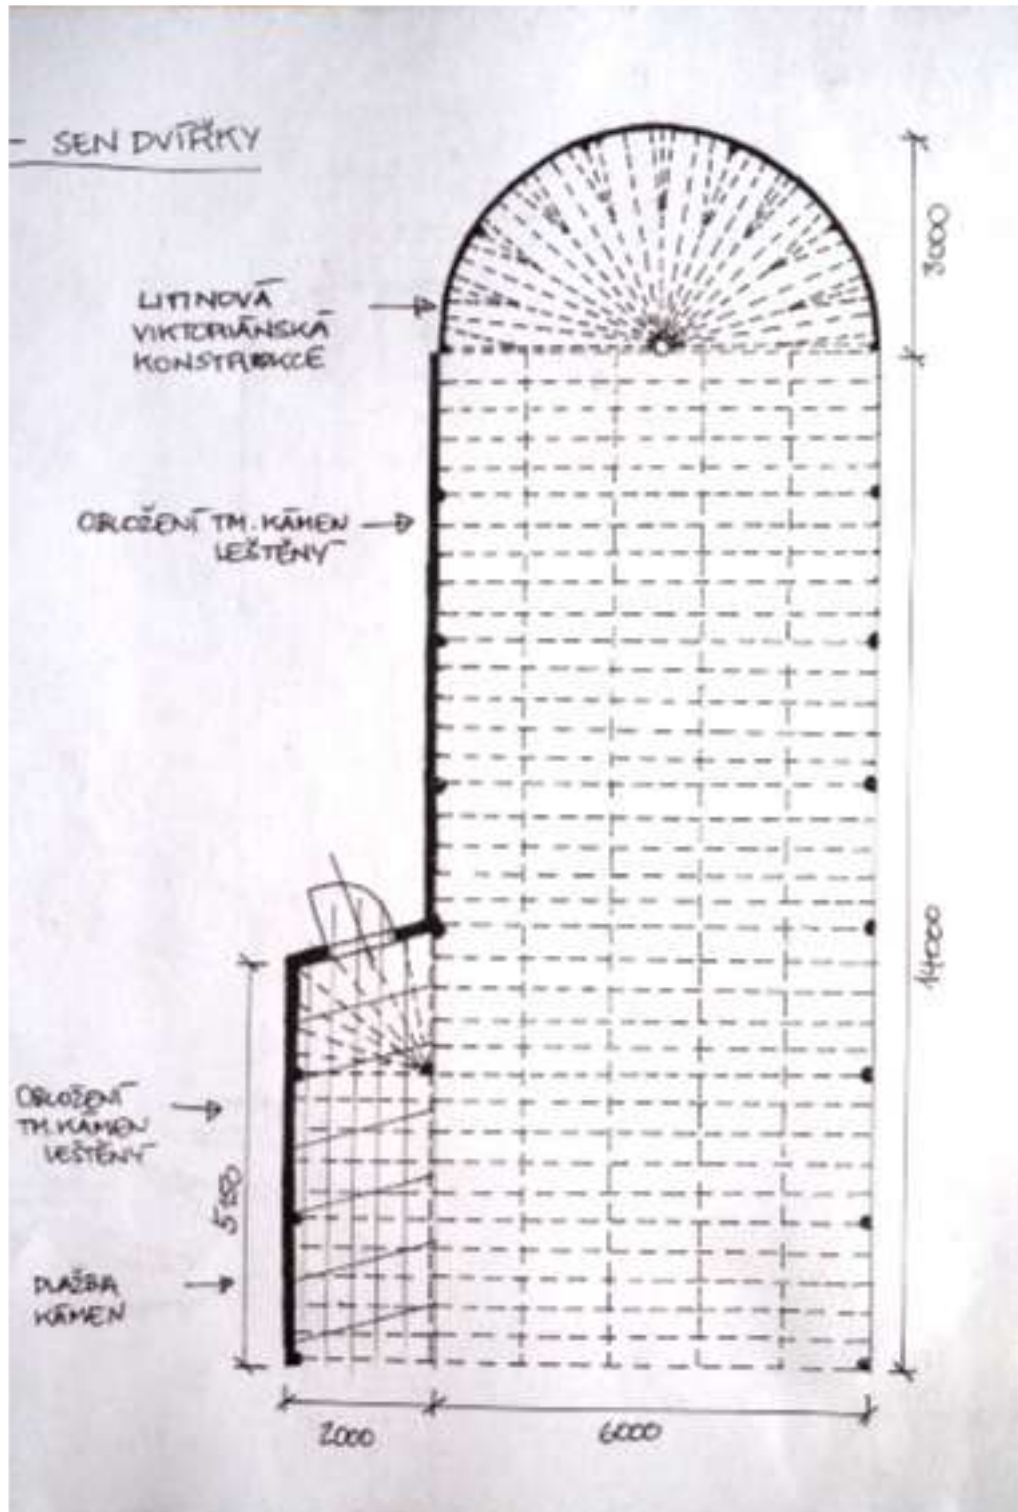 - SEN DVÍŘKY
LITINOVÁ
VIKTORIÁNSKÁ
KONSTRUKCE
3000
OBLOŽENÍ TM. KÁMEN
LEŠTĚNÝ
14000
OBLOŽENÍ
TM. KÁMEN
LEŠTĚNÝ
DLAŽBA
KÁMEN
2000
6000